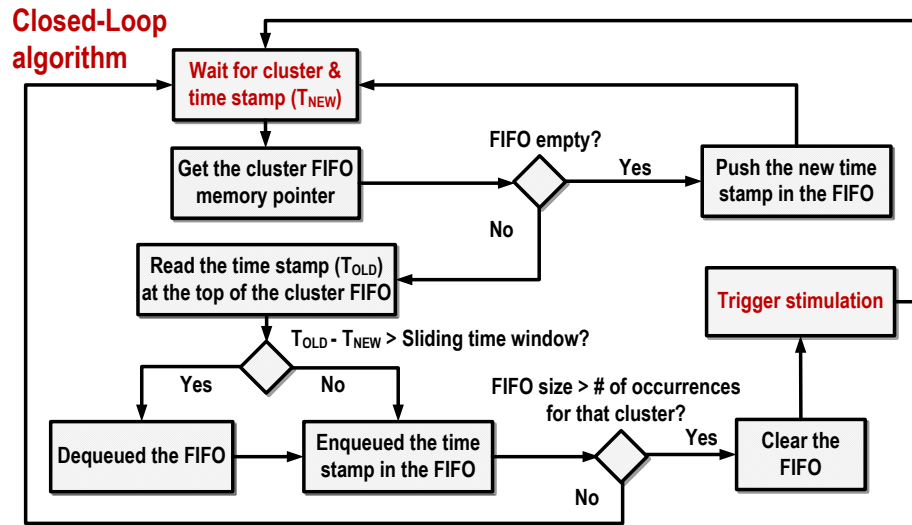 Closed-Loop
algorithm
Wait for cluster &
time stamp (TNEW)
Get the cluster FIFO
memory pointer
FIFO empty?
Yes
No
Push the new time
stamp in the FIFO
Read the time stamp (TOLD)
at the top of the cluster FIFO
Trigger stimulation
TOLD - TNEW > Sliding time window?
Yes
No
FIFO size > # of occurrences
for that cluster?
Yes
No
Dequeued the FIFO
Enqueued the time
stamp in the FIFO
Clear the
FIFO